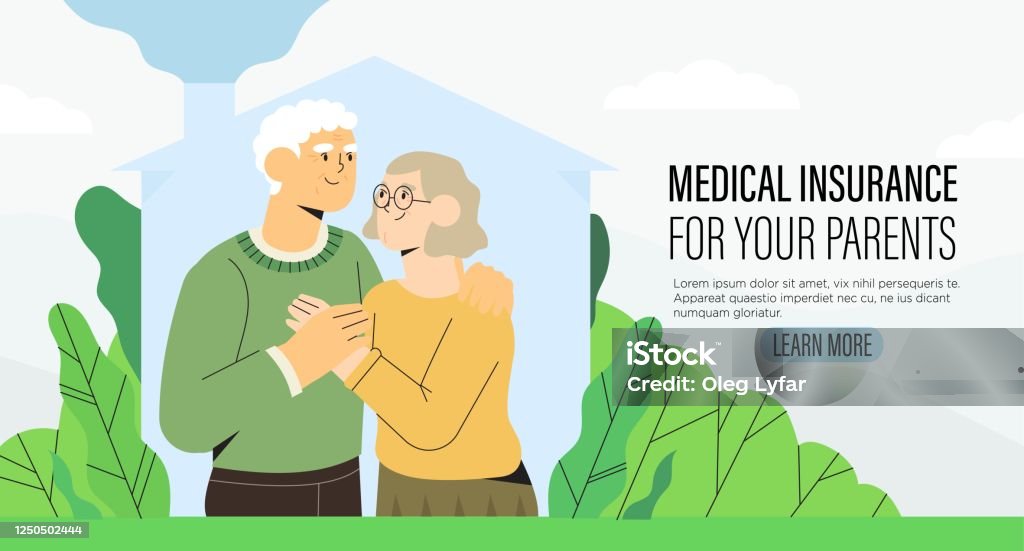 MEDICAL INSURANCE
FOR YOUR PARENTS
Lorem ipsum dolor sit amet, vix nihil persequeris te.
Appareat quaestio imperdiet nec cu, ne ius dicant
numquam gloriatur.
LEARN MORE
iStock™
Credit: Oleg Lyfar
1250502444